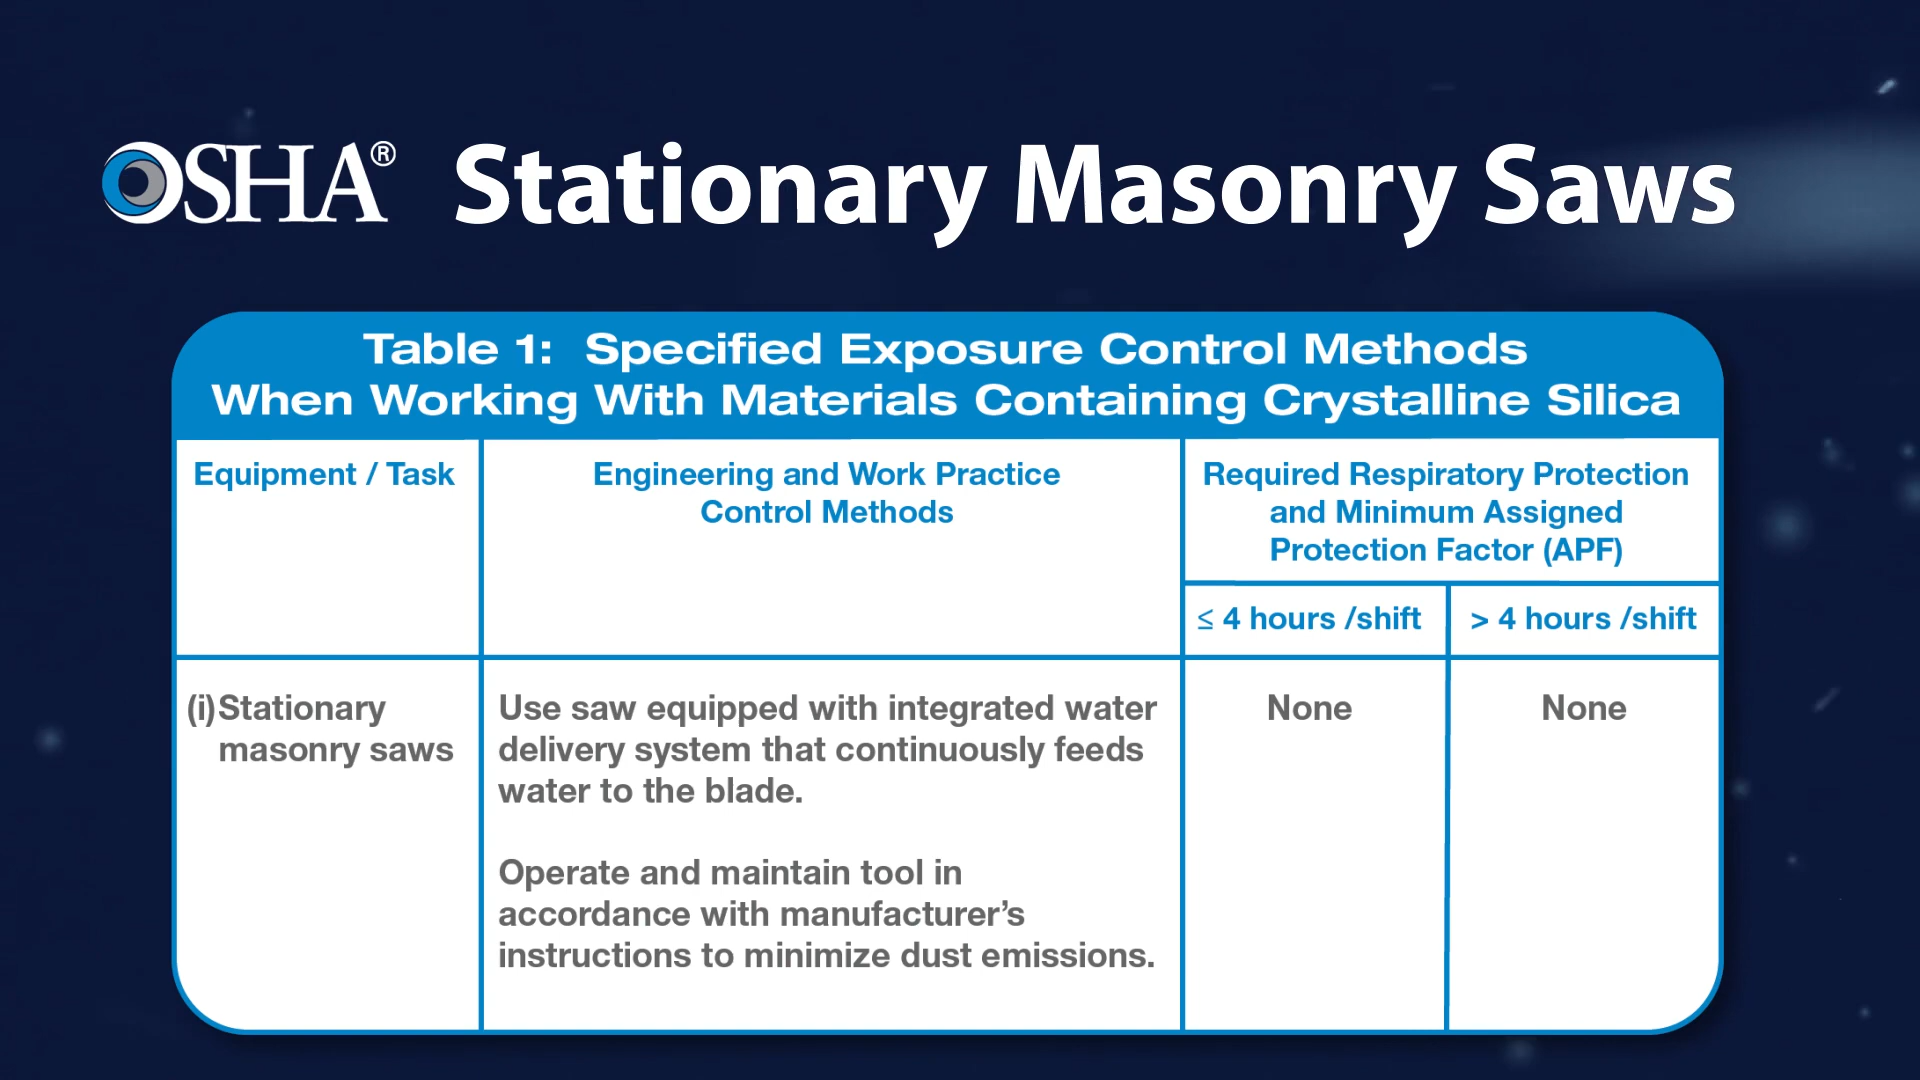 OSHA® Stationary Masonry Saws
Table 1: Specified Exposure Control Methods
When Working With Materials Containing Crystalline Silica
Equipment / Task
Engineering and Work Practice
Control Methods
Required Respiratory Protection
and Minimum Assigned
Protection Factor (APF)
≤ 4 hours /shift
> 4 hours /shift
(i) Stationary
masonry saws
Use saw equipped with integrated water
delivery system that continuously feeds
water to the blade.
Operate and maintain tool in
accordance with manufacturer’s
instructions to minimize dust emissions.
None
None